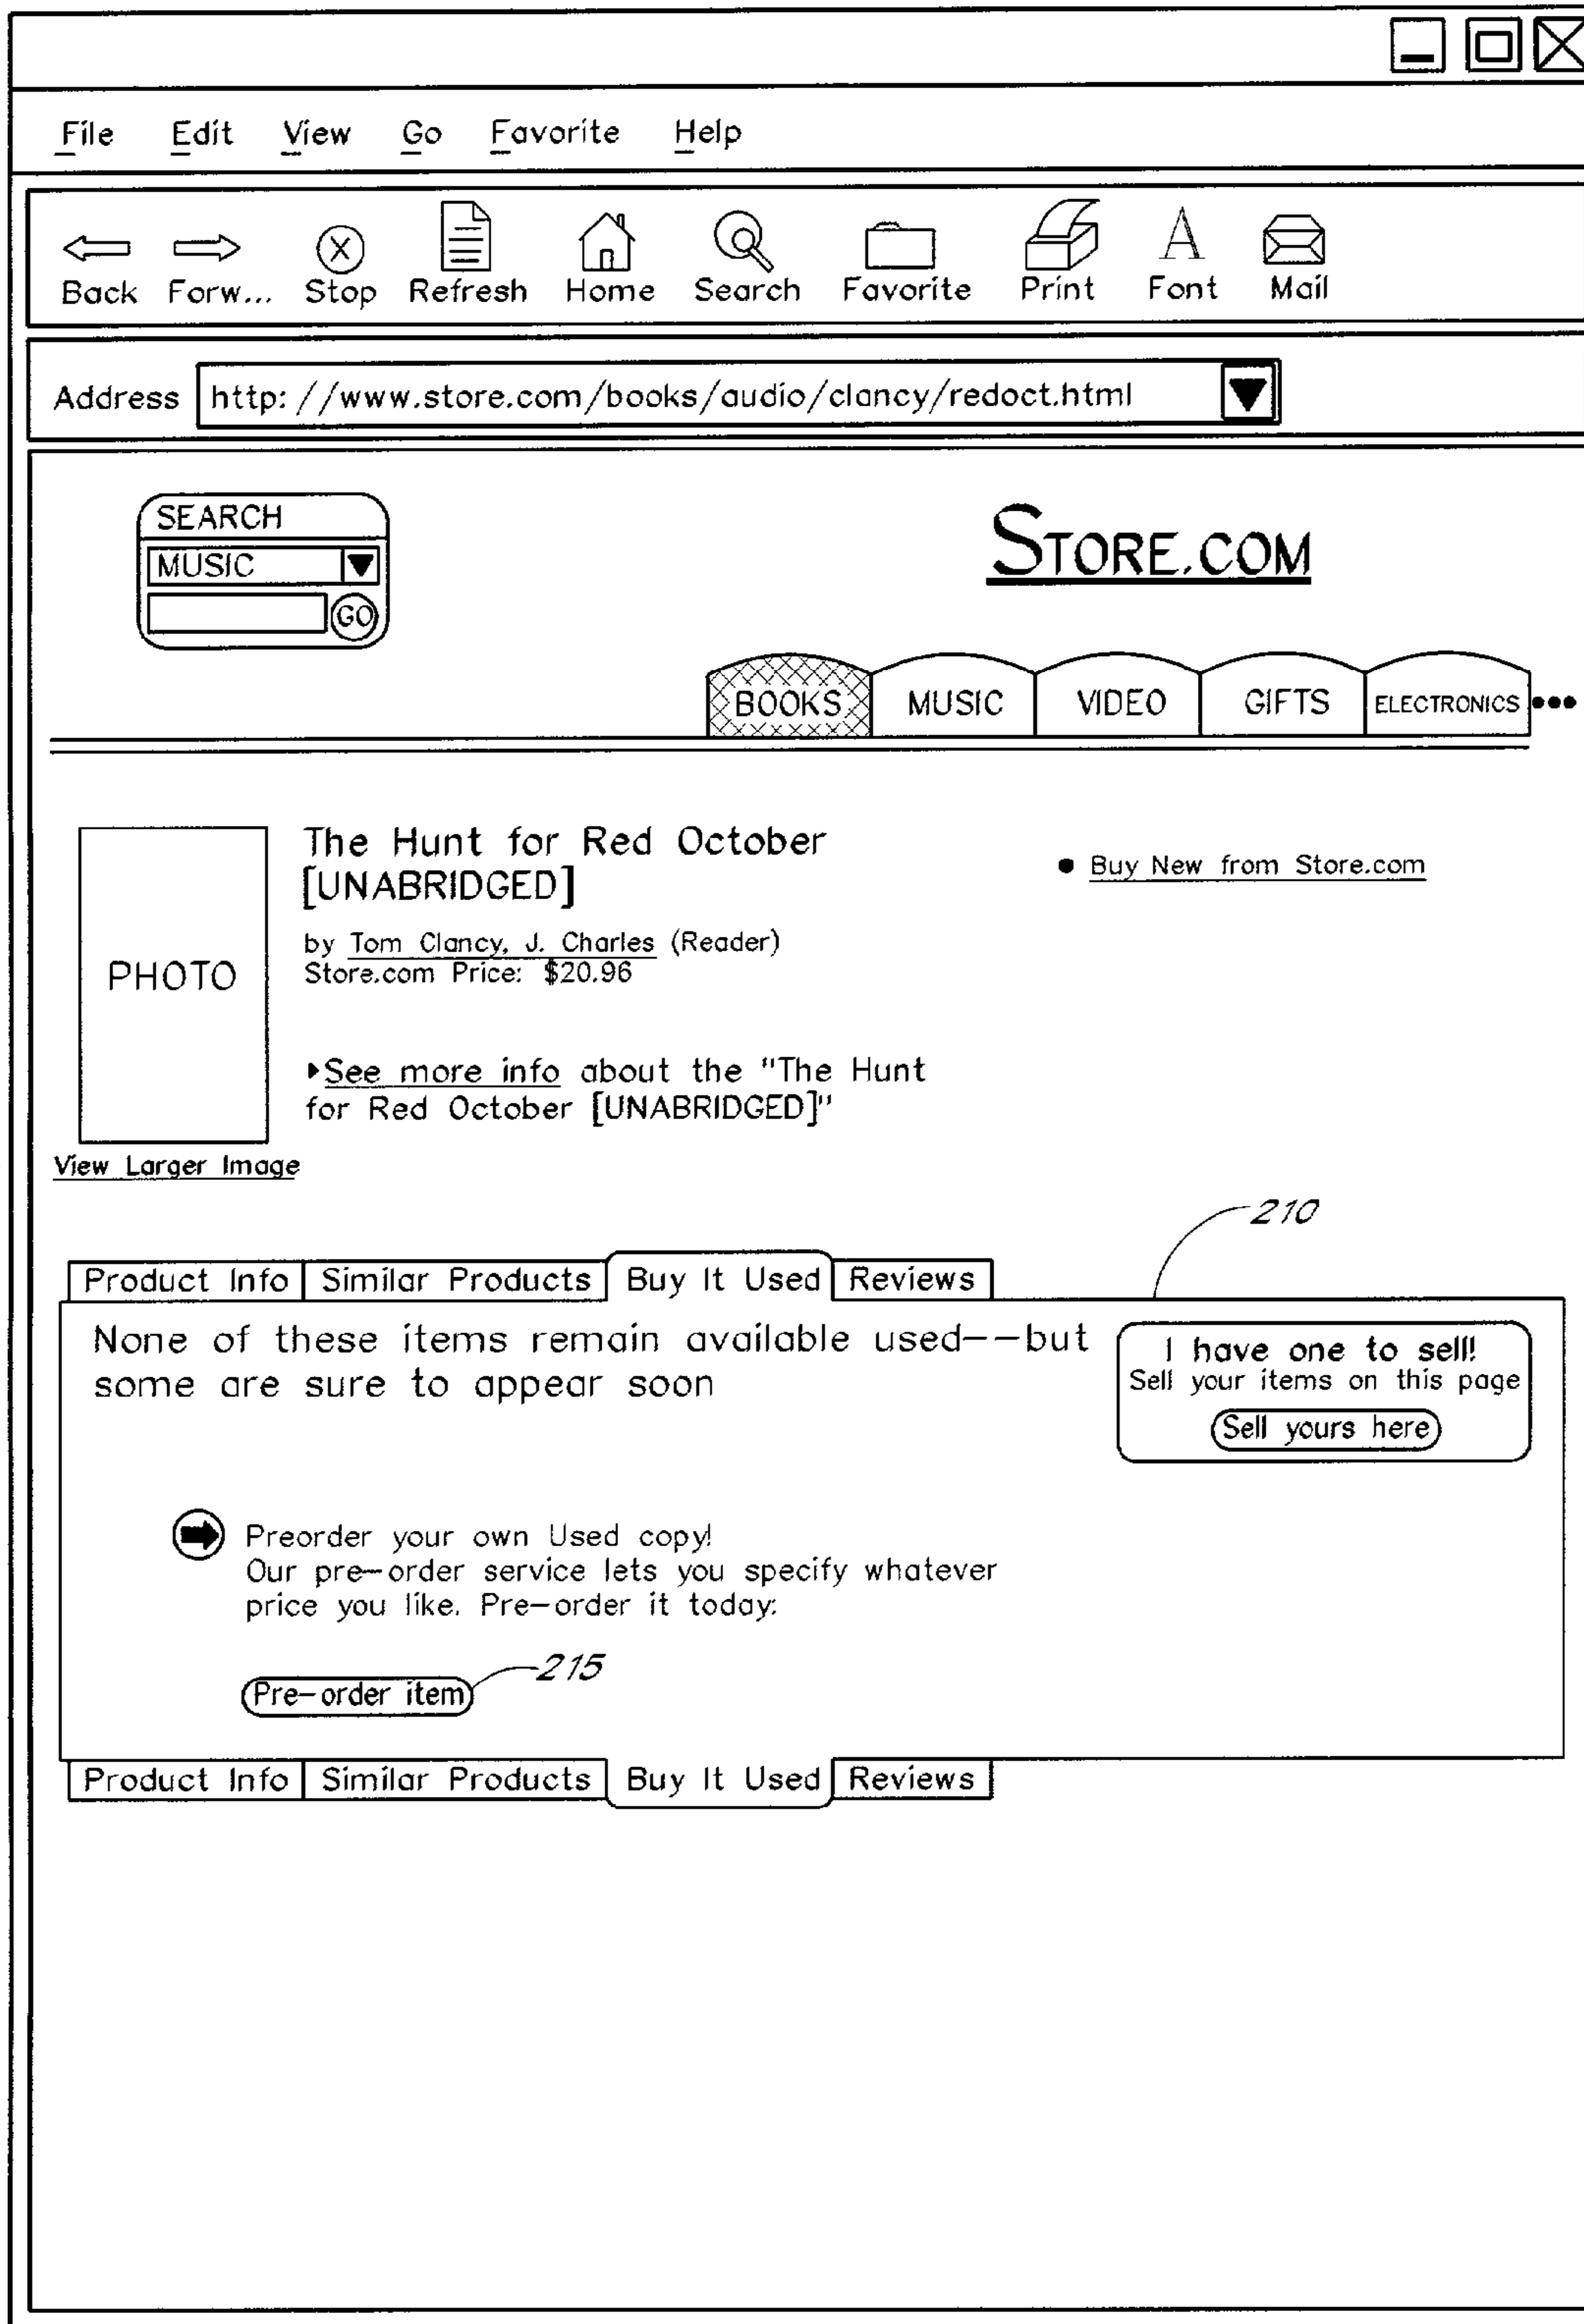 File Edit View Go Favorite Help
Back Forw... Stop Refresh Home Search Favorite Print Font Mail
Address http://www.store.com/books/audio/clancy/redoct.html
SEARCH
MUSIC
GO
STORE.COM
BOOKS MUSIC VIDEO GIFTS ELECTRONICS •••
The Hunt for Red October
[UNABRIDGED]
by Tom Clancy, J. Charles (Reader)
Store.com Price: $20.96
• Buy New from Store.com
PHOTO
See more info about the "The Hunt
for Red October [UNABRIDGED]"
View Larger Image
210
Product Info Similar Products Buy It Used Reviews
None of these items remain available used--but
some are sure to appear soon
I have one to sell!
Sell your items on this page
Sell yours here
Preorder your own Used copy!
Our pre-order service lets you specify whatever
price you like. Pre-order it today:
215
Pre-order item
Product Info Similar Products Buy It Used Reviews